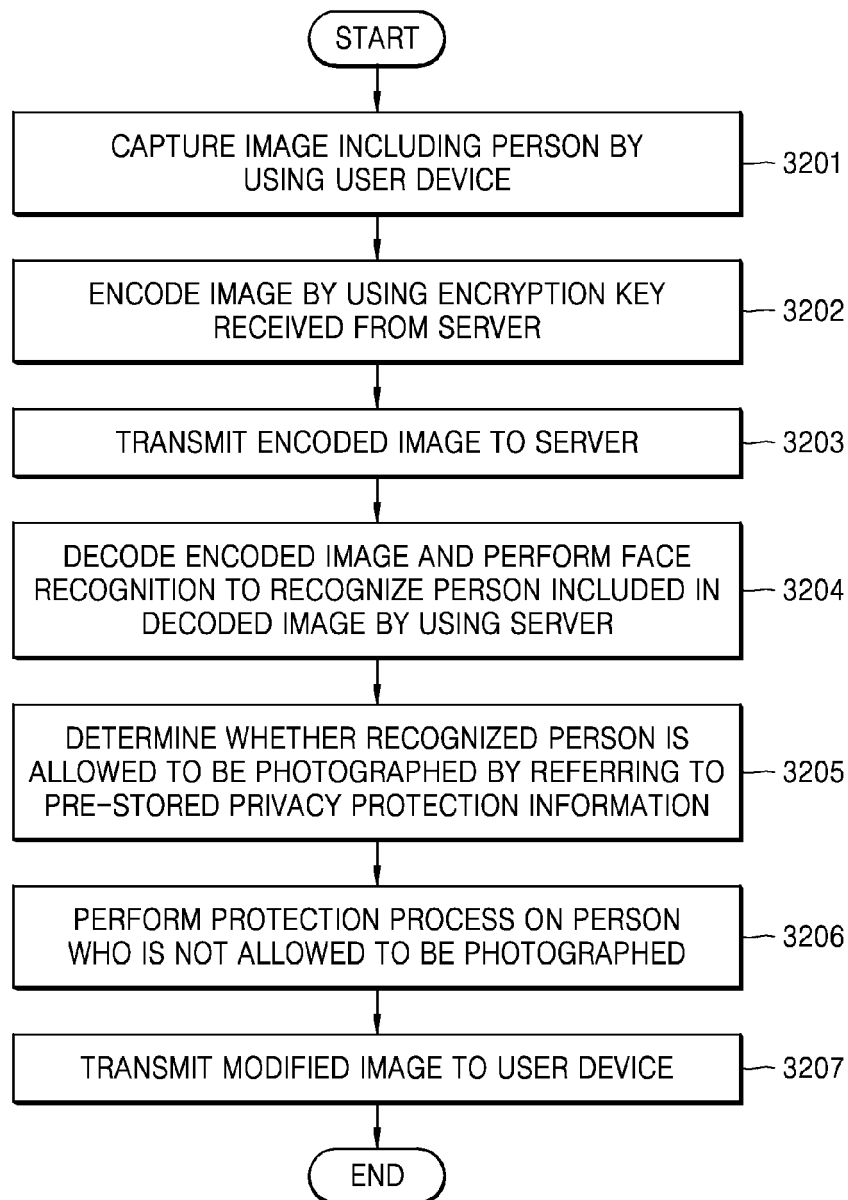 START
CAPTURE IMAGE INCLUDING PERSON BY
USING USER DEVICE
3201
ENCODE IMAGE BY USING ENCRYPTION KEY
RECEIVED FROM SERVER
3202
TRANSMIT ENCODED IMAGE TO SERVER
3203
DECODE ENCODED IMAGE AND PERFORM FACE
RECOGNITION TO RECOGNIZE PERSON INCLUDED IN
DECODED IMAGE BY USING SERVER
3204
DETERMINE WHETHER RECOGNIZED PERSON IS
ALLOWED TO BE PHOTOGRAPHED BY REFERRING TO
PRE-STORED PRIVACY PROTECTION INFORMATION
3205
PERFORM PROTECTION PROCESS ON PERSON
WHO IS NOT ALLOWED TO BE PHOTOGRAPHED
3206
TRANSMIT MODIFIED IMAGE TO USER DEVICE
3207
END